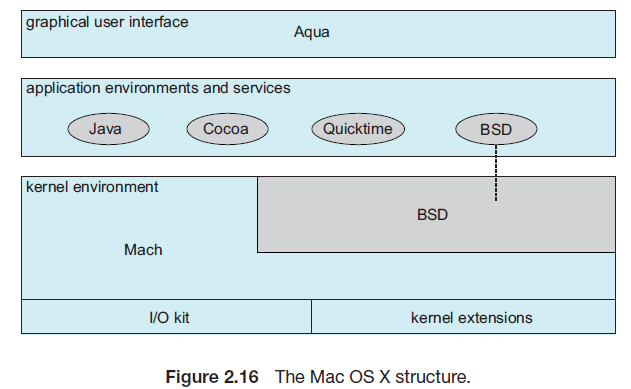 graphical user interface
Aqua
application environments and services
Java
Cocoa
Quicktime
BSD
kernel environment
BSD
Mach
I/O kit
kernel extensions
Figure 2.16 The Mac OS X structure.